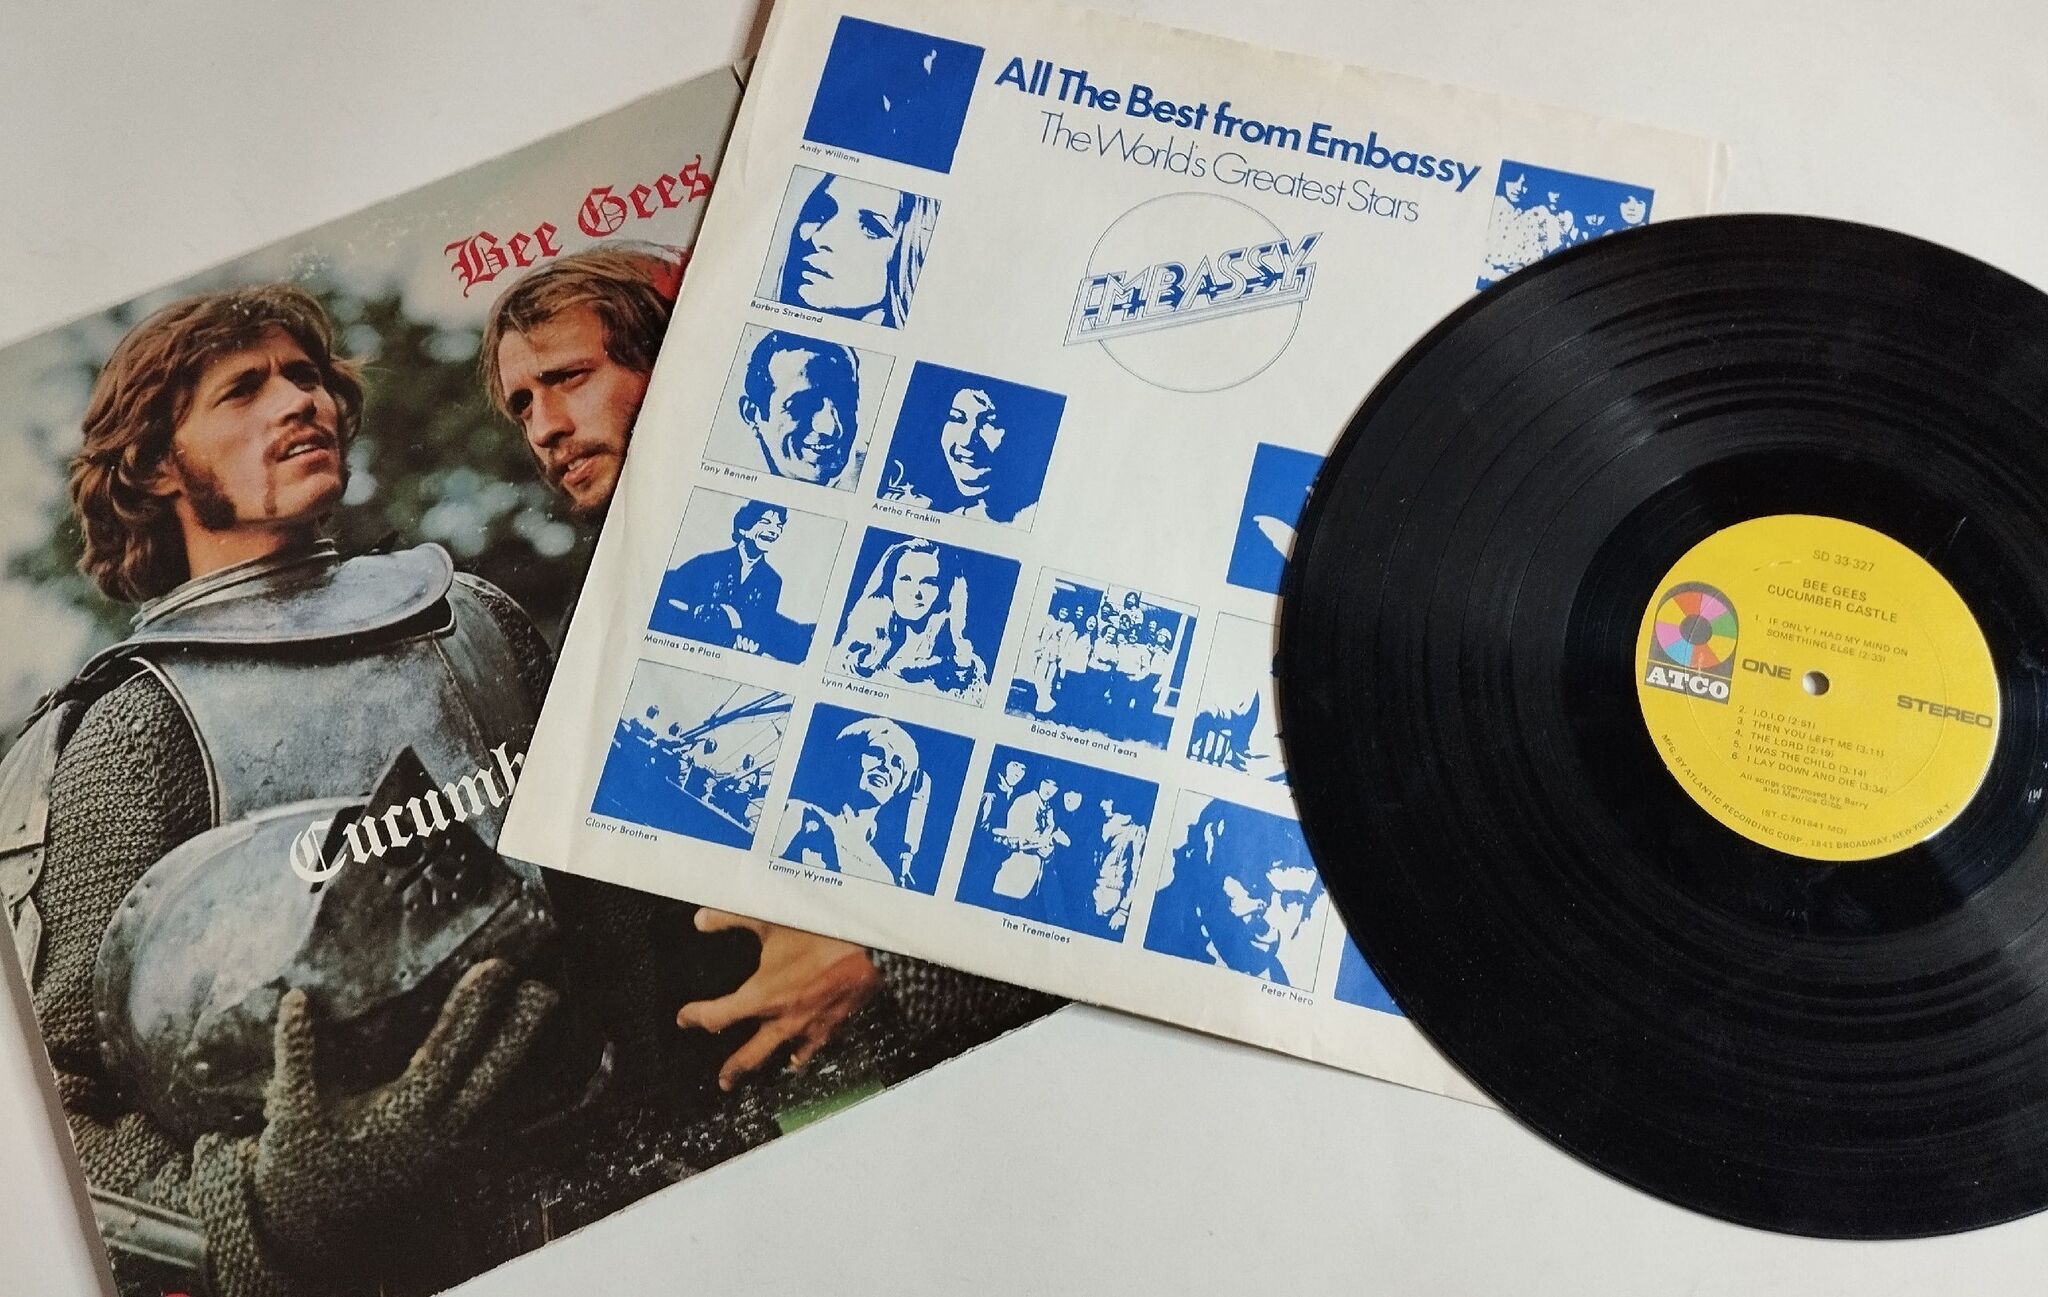 Bee Gees
Cucumb
All The Best from Embassy
The World's Greatest Stars
EMBASSY
Andy Williams
Barbra Streisand
Tony Bennett
Aretha Franklin
Manitas De Plata
Lynn Anderson
Blood Sweat and Tears
Clancy Brothers
Tammy Wynette
The Tremeloes
Peter Nero
SD 33-327
BEE GEES
CUCUMBER CASTLE
1. IF ONLY I HAD MY MIND ON
SOMETHING ELSE (2:33)
ATCO
ONE
STEREO
2. I.O.I.O (2:51)
3. THEN YOU LEFT ME (3:11)
4. THE LORD (2:19)
5. I WAS THE CHILD (3:14)
6. I LAY DOWN AND DIE (3:34)
All songs composed by Barry
and Maurice Gibb
(ST-C-701841-MO)
MFG. BY ATLANTIC RECORDING CORP., 1841 BROADWAY, NEW YORK, N.Y.